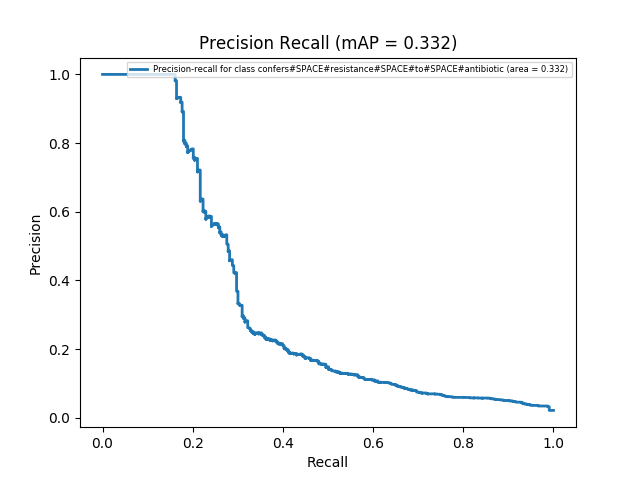 Precision Recall (mAP = 0.332)
Precision-recall for class confers#SPACE#resistance#SPACE#to#SPACE#antibiotic (area = 0.332)
1.0
0.8
0.6
0.4
0.2
0.0
Precision
0.0 0.2 0.4 0.6 0.8 1.0
Recall